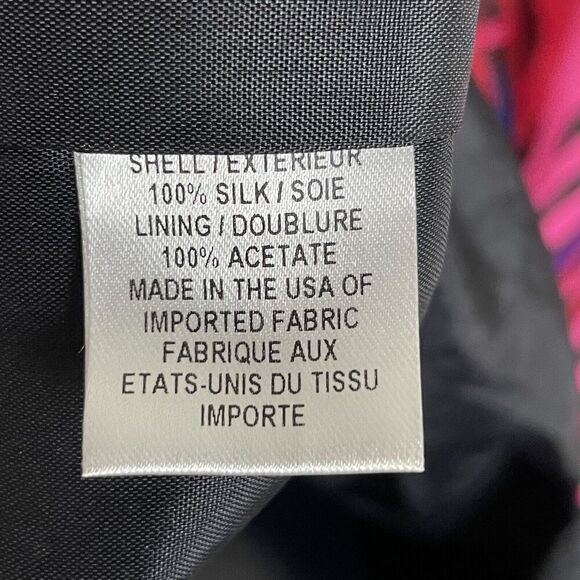 SHELL / EXTERIEUR
100% SILK / SOIE
LINING / DOUBLURE
100% ACETATE
MADE IN THE USA OF
IMPORTED FABRIC
FABRIQUE AUX
ETATS-UNIS DU TISSU
IMPORTE